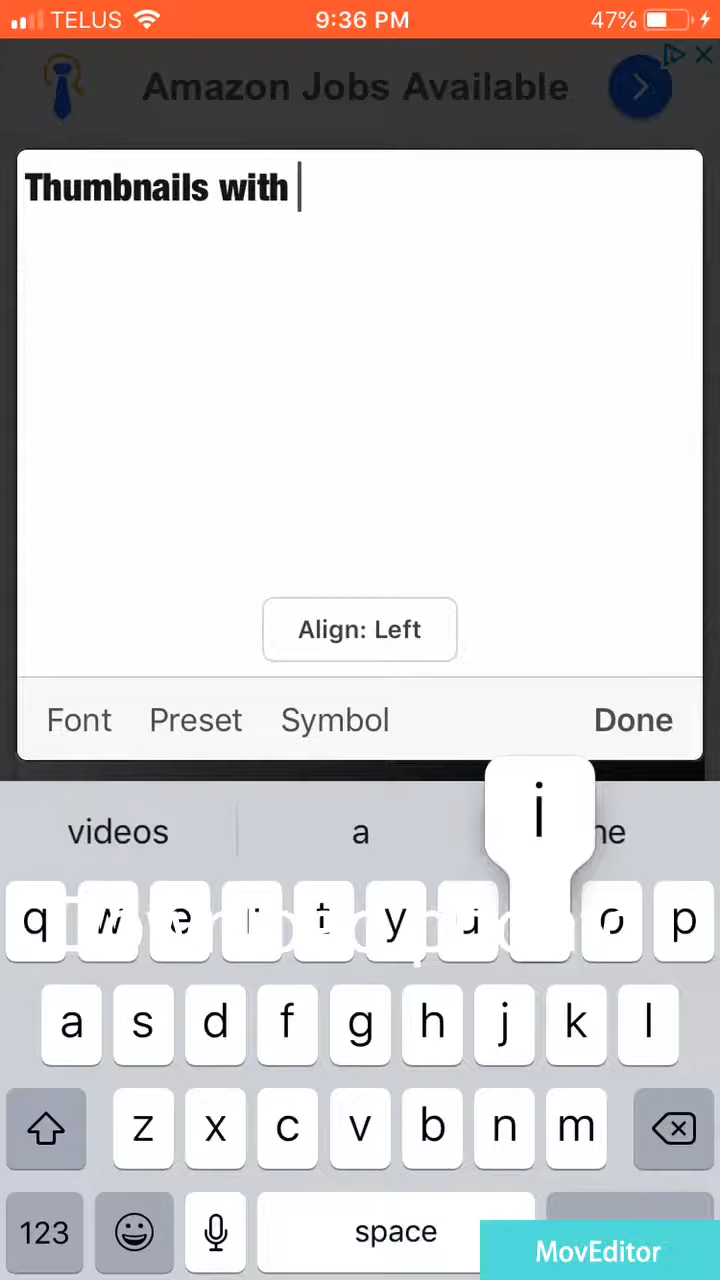 TELUS 9:36 PM 47%
Amazon Jobs Available
Thumbnails with
Align: Left
Font Preset Symbol Done
videos a
i
q w e r t y u o p
a s d f g h j k l
z x c v b n m
123 space
MovEditor